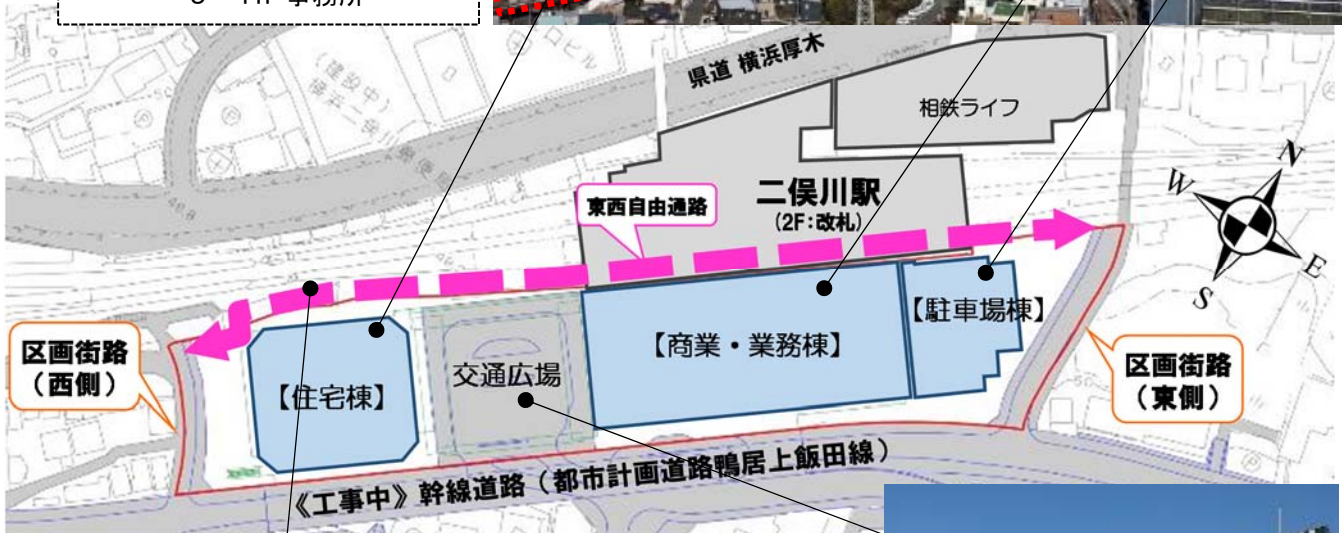 事務所
県道 横浜厚木
相鉄ライフ
東西自由通路
二俣川駅
(2F:改札)
N
W
E
S
【駐車場棟】
【商業・業務棟】
交通広場
【住宅棟】
区画街路
（西側）
区画街路
（東側）
《工事中》幹線道路（都市計画道路鴨居上飯田線）